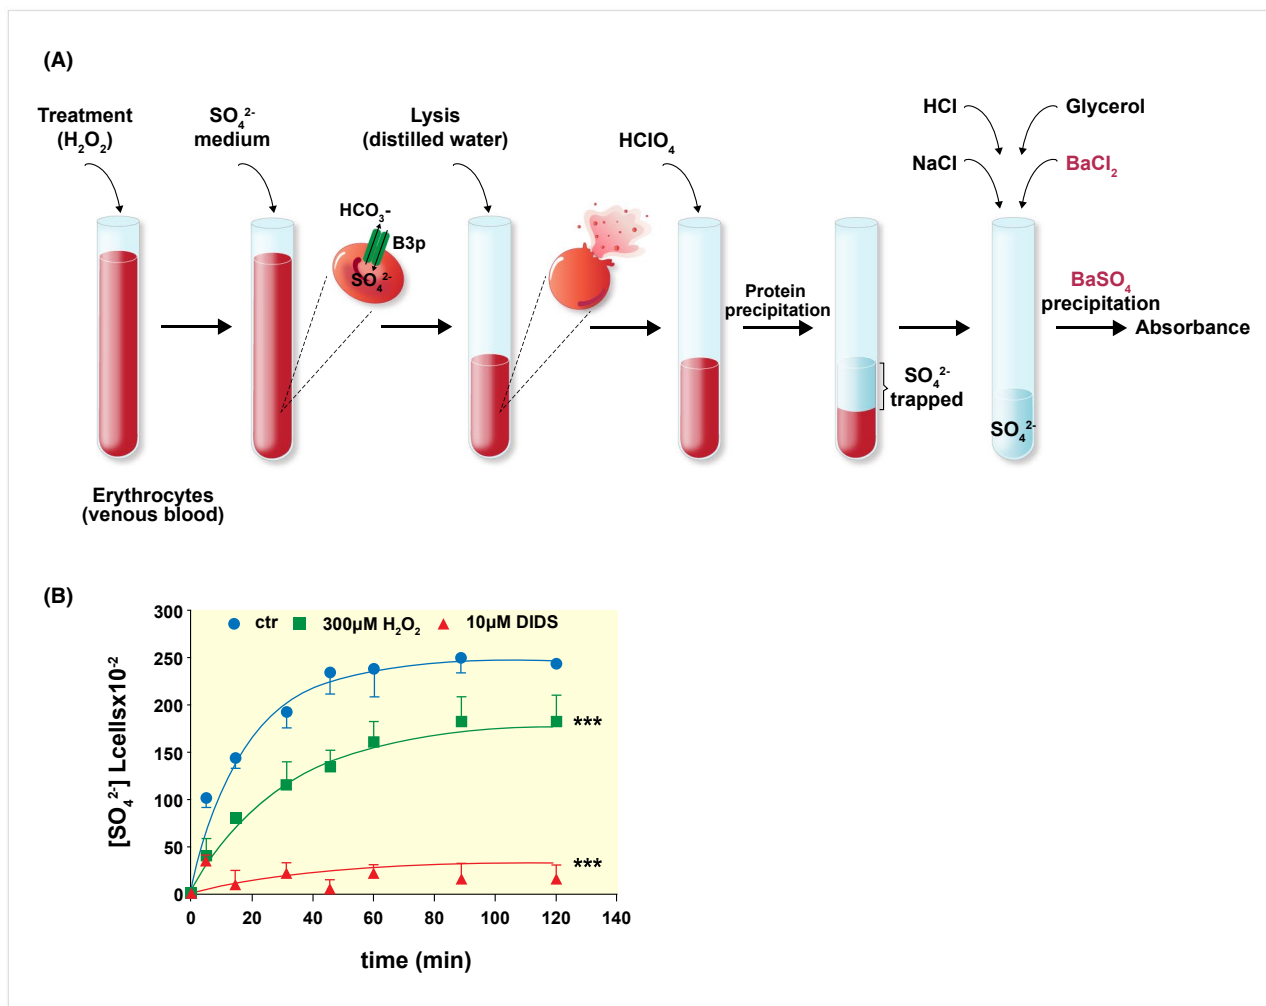 (A)
Treatment
(H₂O₂)
SO₄²⁻
medium
HCO₃-
B3p
SO₄²⁻
Lysis
(distilled water)
HClO₄
Protein
precipitation
SO₄²⁻
trapped
HCl
Glycerol
NaCl
BaCl₂
SO₄²⁻
BaSO₄
precipitation
Absorbance
Erythrocytes
(venous blood)
(B)
[SO₄²⁻] Lcellsx10⁻²
300
250
200
150
100
50
0
ctr
300µM H₂O₂
10µM DIDS
***
***
0 20 40 60 80 100 120 140
time (min)